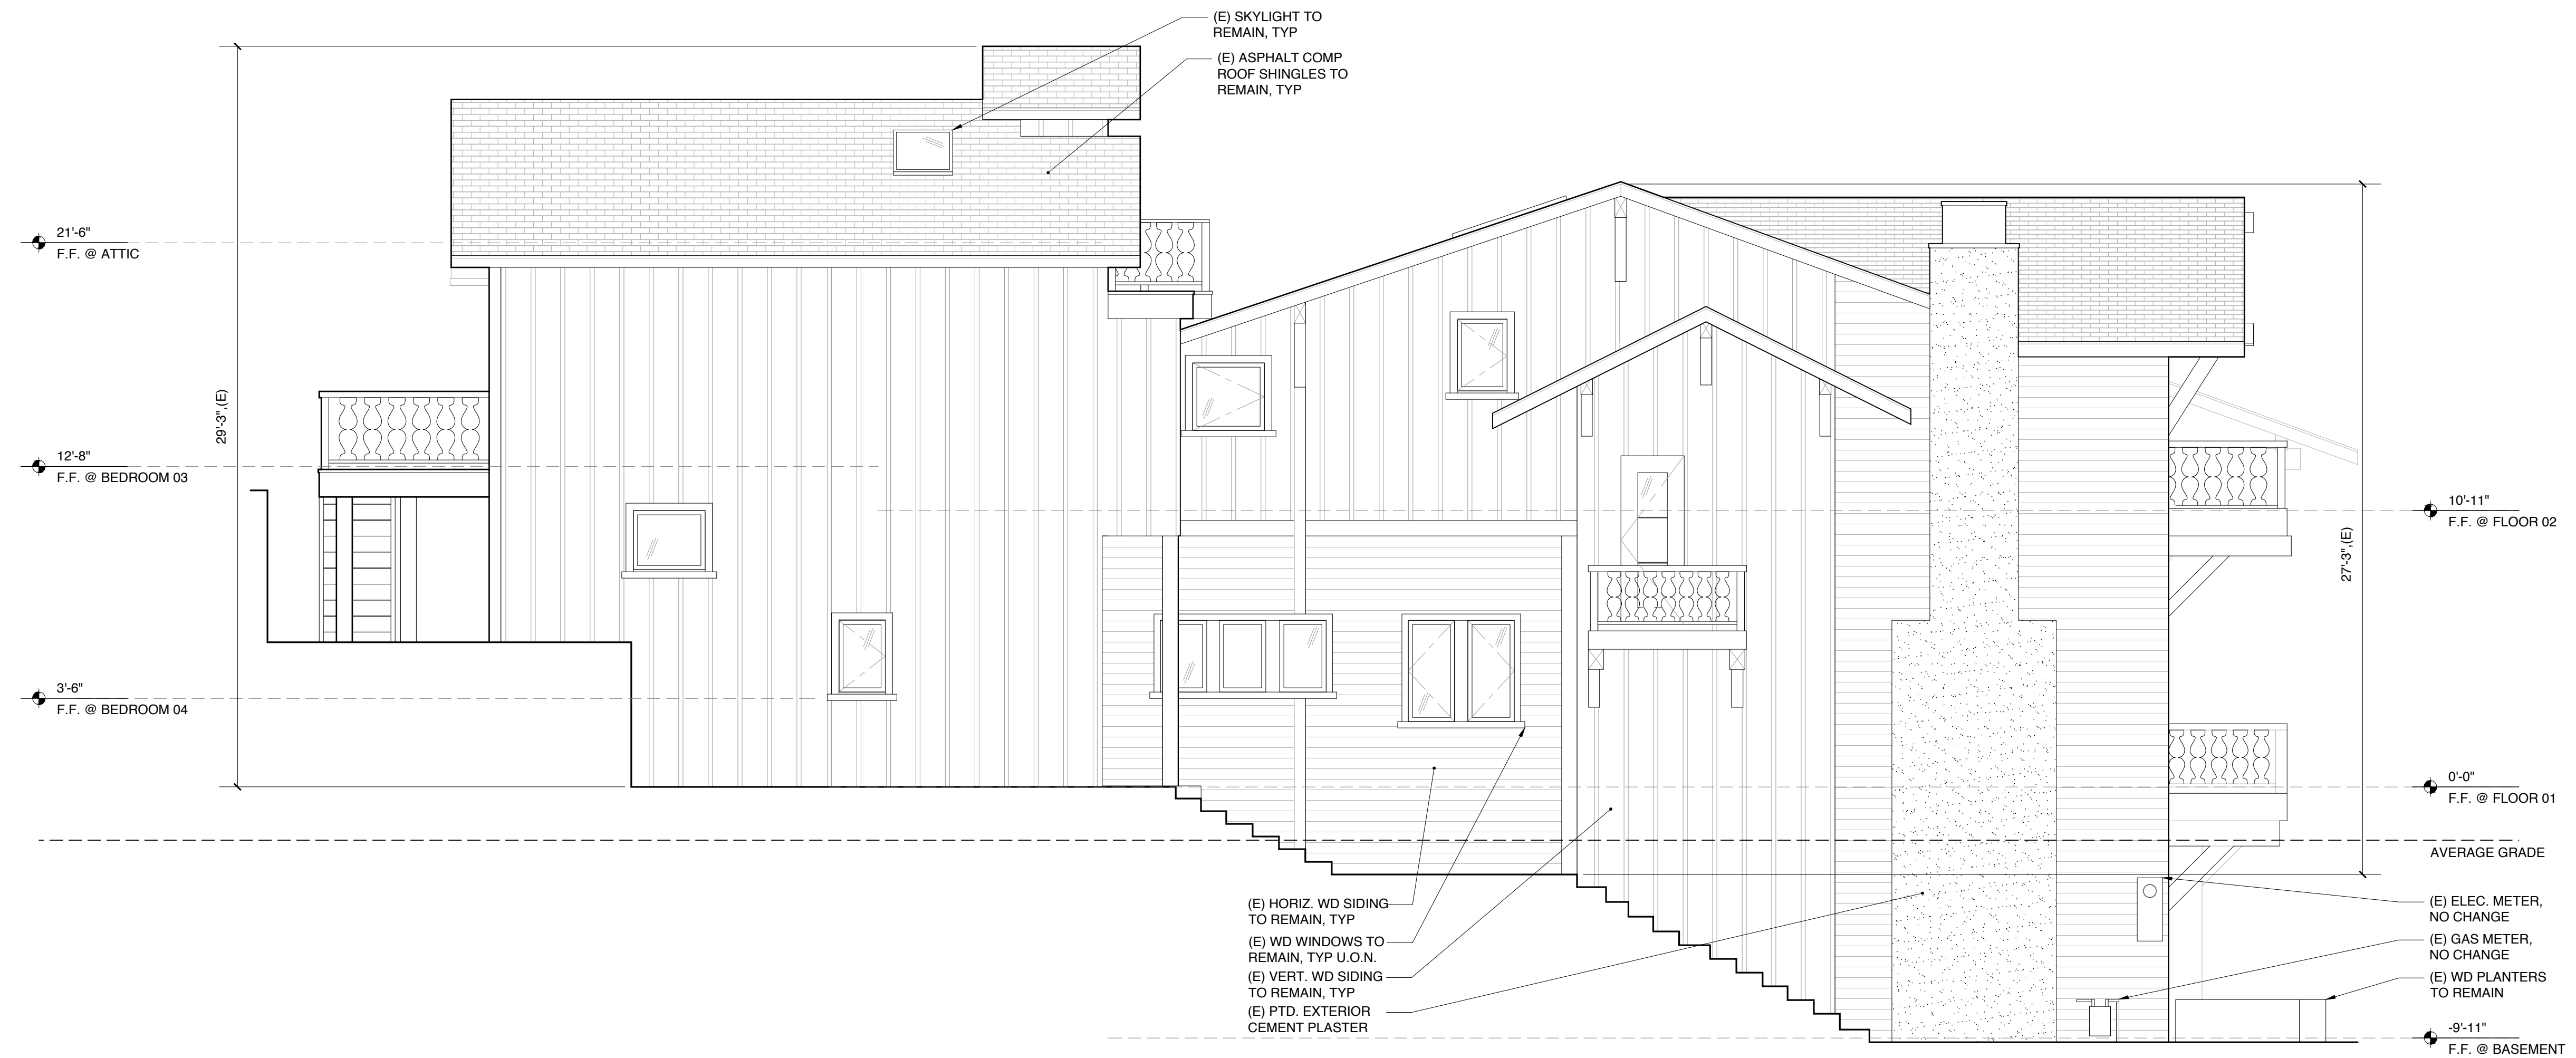 (E) SKYLIGHT TO
REMAIN, TYP
(E) ASPHALT COMP
ROOF SHINGLES TO
REMAIN, TYP
21'-6"
F.F. @ ATTIC
29'-3",(E)
12'-8"
F.F. @ BEDROOM 03
3'-6"
F.F. @ BEDROOM 04
10'-11"
F.F. @ FLOOR 02
27'-3",(E)
0'-0"
F.F. @ FLOOR 01
AVERAGE GRADE
(E) HORIZ. WD SIDING
TO REMAIN, TYP
(E) WD WINDOWS TO
REMAIN, TYP U.O.N.
(E) VERT. WD SIDING
TO REMAIN, TYP
(E) PTD. EXTERIOR
CEMENT PLASTER
(E) ELEC. METER,
NO CHANGE
(E) GAS METER,
NO CHANGE
(E) WD PLANTERS
TO REMAIN
-9'-11"
F.F. @ BASEMENT